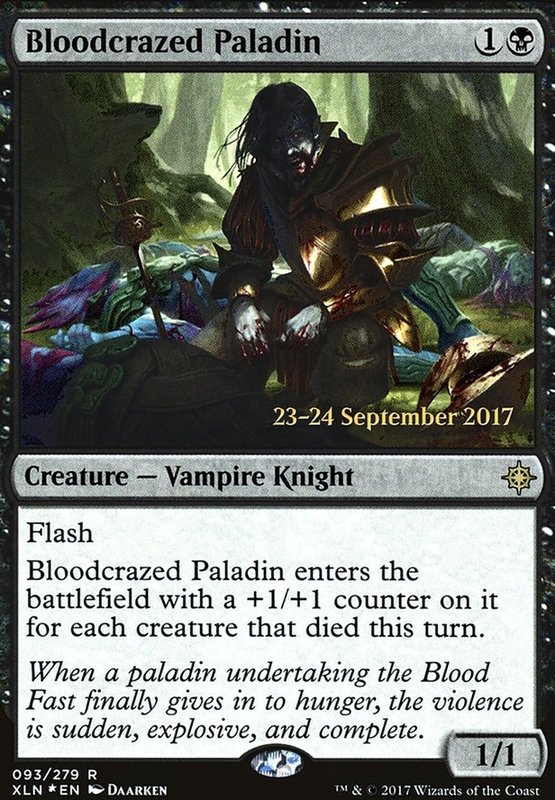 Bloodcrazed Paladin 1
23–24 September 2017
Creature — Vampire Knight
Flash
Bloodcrazed Paladin enters the
battlefield with a +1/+1 counter on it
for each creature that died this turn.
When a paladin undertaking the Blood
Fast finally gives in to hunger, the violence
is sudden, explosive, and complete.
1/1
093/279 R
XLN ★ EN DAARKEN ™ & © 2017 Wizards of the Coast